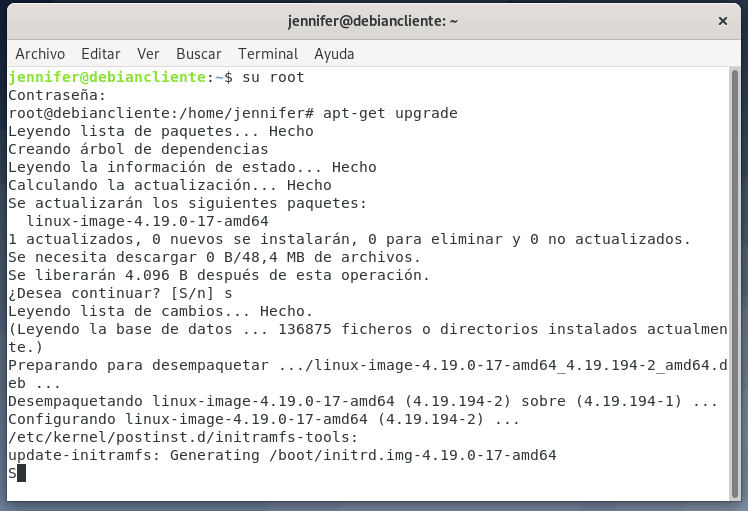 jennifer@debiancliente: ~
×
Archivo Editar Ver Buscar Terminal Ayuda
jennifer@debiancliente:~$ su root
Contraseña:
root@debiancliente:/home/jennifer# apt-get upgrade
Leyendo lista de paquetes... Hecho
Creando árbol de dependencias
Leyendo la información de estado... Hecho
Calculando la actualización... Hecho
Se actualizarán los siguientes paquetes:
  linux-image-4.19.0-17-amd64
1 actualizados, 0 nuevos se instalarán, 0 para eliminar y 0 no actualizados.
Se necesita descargar 0 B/48,4 MB de archivos.
Se liberarán 4.096 B después de esta operación.
¿Desea continuar? [S/n] s
Leyendo lista de cambios... Hecho.
(Leyendo la base de datos ... 136875 ficheros o directorios instalados actualmen
te.)
Preparando para desempaquetar .../linux-image-4.19.0-17-amd64_4.19.194-2_amd64.d
eb ...
Desempaquetando linux-image-4.19.0-17-amd64 (4.19.194-2) sobre (4.19.194-1) ...
Configurando linux-image-4.19.0-17-amd64 (4.19.194-2) ...
/etc/kernel/postinst.d/initramfs-tools:
update-initramfs: Generating /boot/initrd.img-4.19.0-17-amd64
S